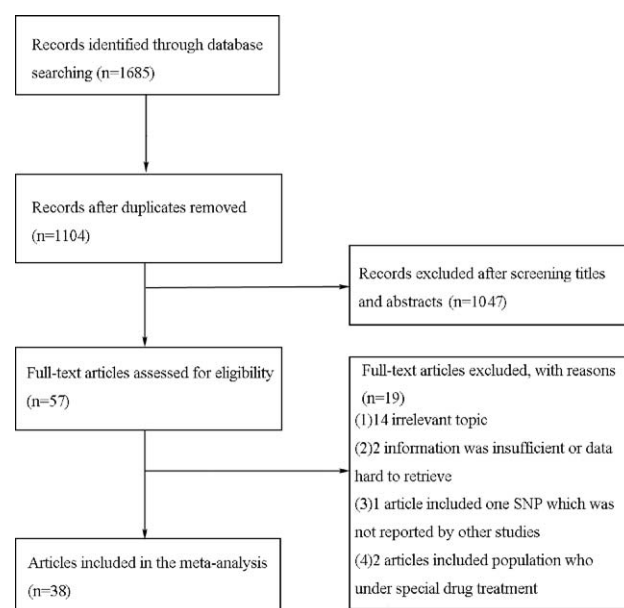 Records identified through database
searching (n=1685)
Records after duplicates removed
(n=1104)
Records excluded after screening titles
and abstracts (n=1047)
Full-text articles assessed for eligibility
(n=57)
Full-text articles excluded, with reasons
(n=19)
(1)14 irrelevant topic
(2)2 information was insufficient or data
hard to retrieve
(3)1 article included one SNP which was
not reported by other studies
(4)2 articles included population who
under special drug treatment
Articles included in the meta-analysis
(n=38)